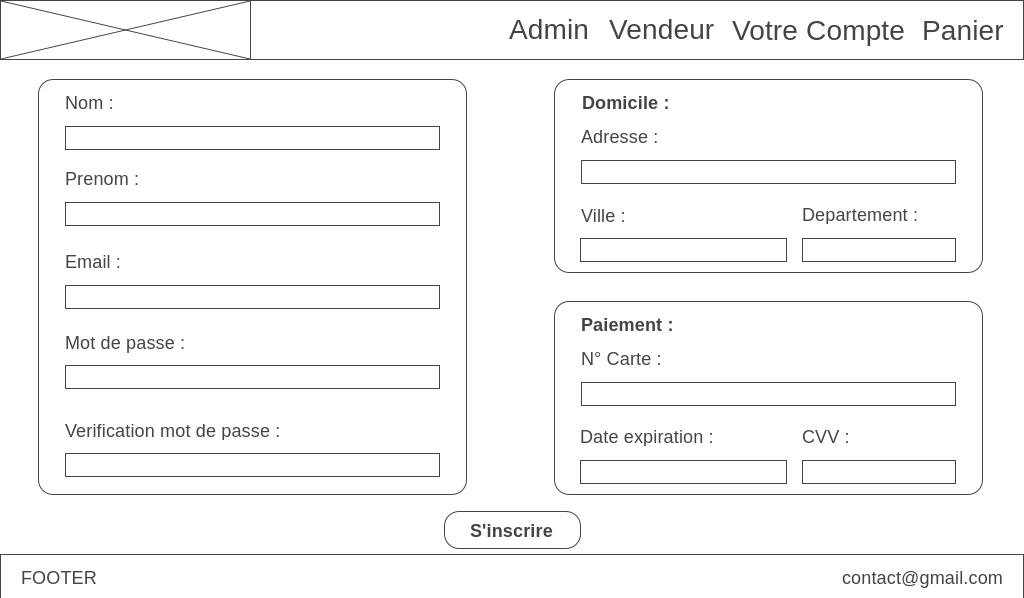 Admin Vendeur Votre Compte Panier
Nom :
Prenom :
Email :
Mot de passe :
Verification mot de passe :
Domicile :
Adresse :
Ville : Departement :
Paiement :
N° Carte :
Date expiration : CVV :
S'inscrire
FOOTER contact@gmail.com